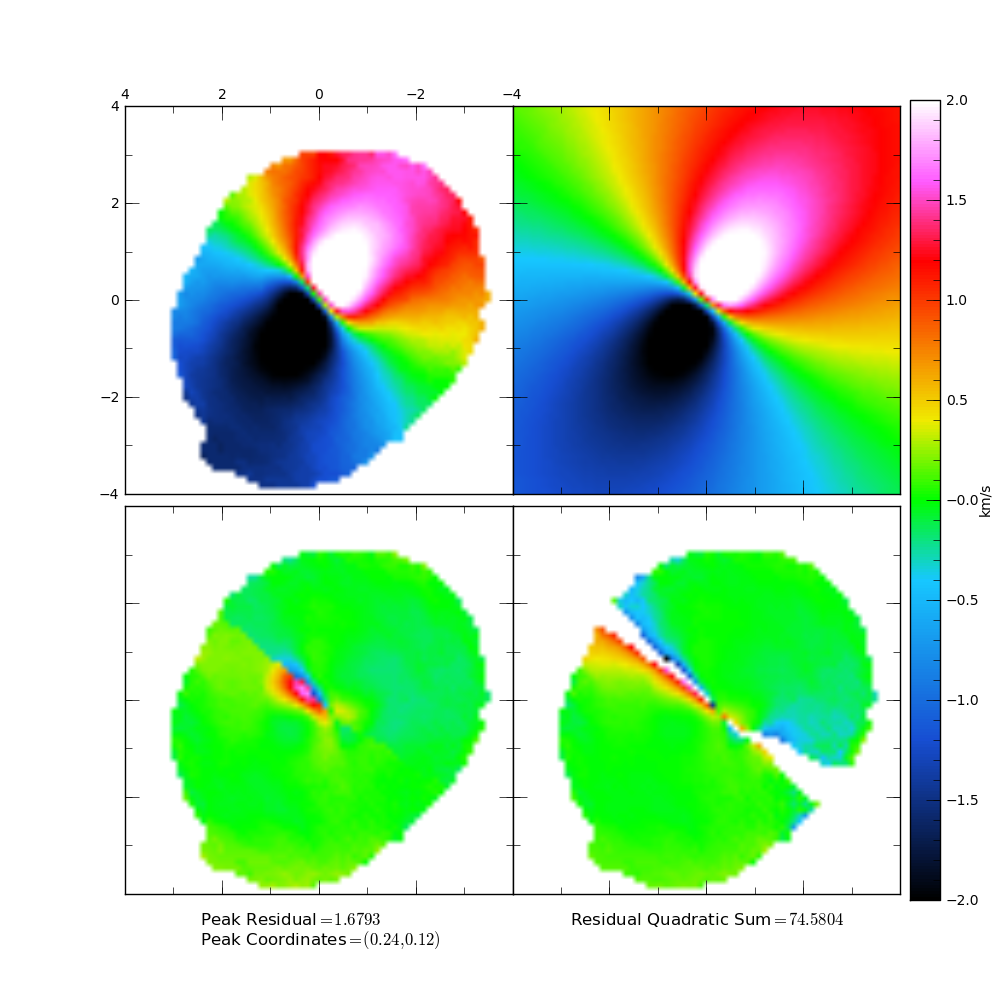 4 2 0 −2 −4
4
2
0
−2
−4
2.0
1.5
1.0
0.5
−0.0
−0.5
−1.0
−1.5
−2.0
km/s
Peak Residual=1.6793
Peak Coordinates=(0.24,0.12)
Residual Quadratic Sum=74.5804